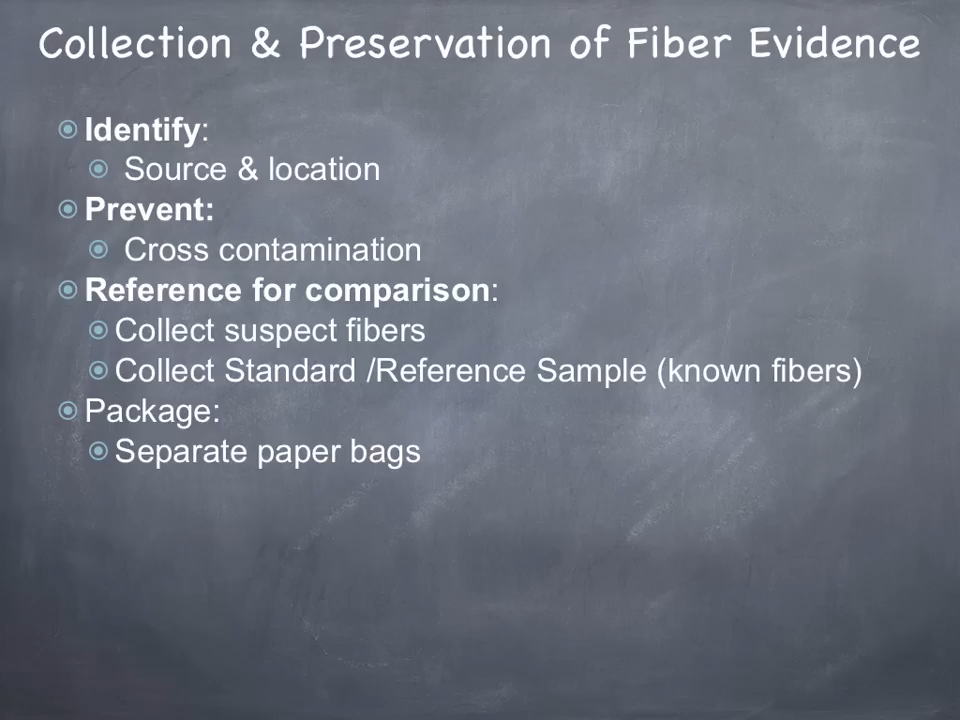 Collection & Preservation of Fiber Evidence
Identify:
Source & location
Prevent:
Cross contamination
Reference for comparison:
Collect suspect fibers
Collect Standard /Reference Sample (known fibers)
Package:
Separate paper bags